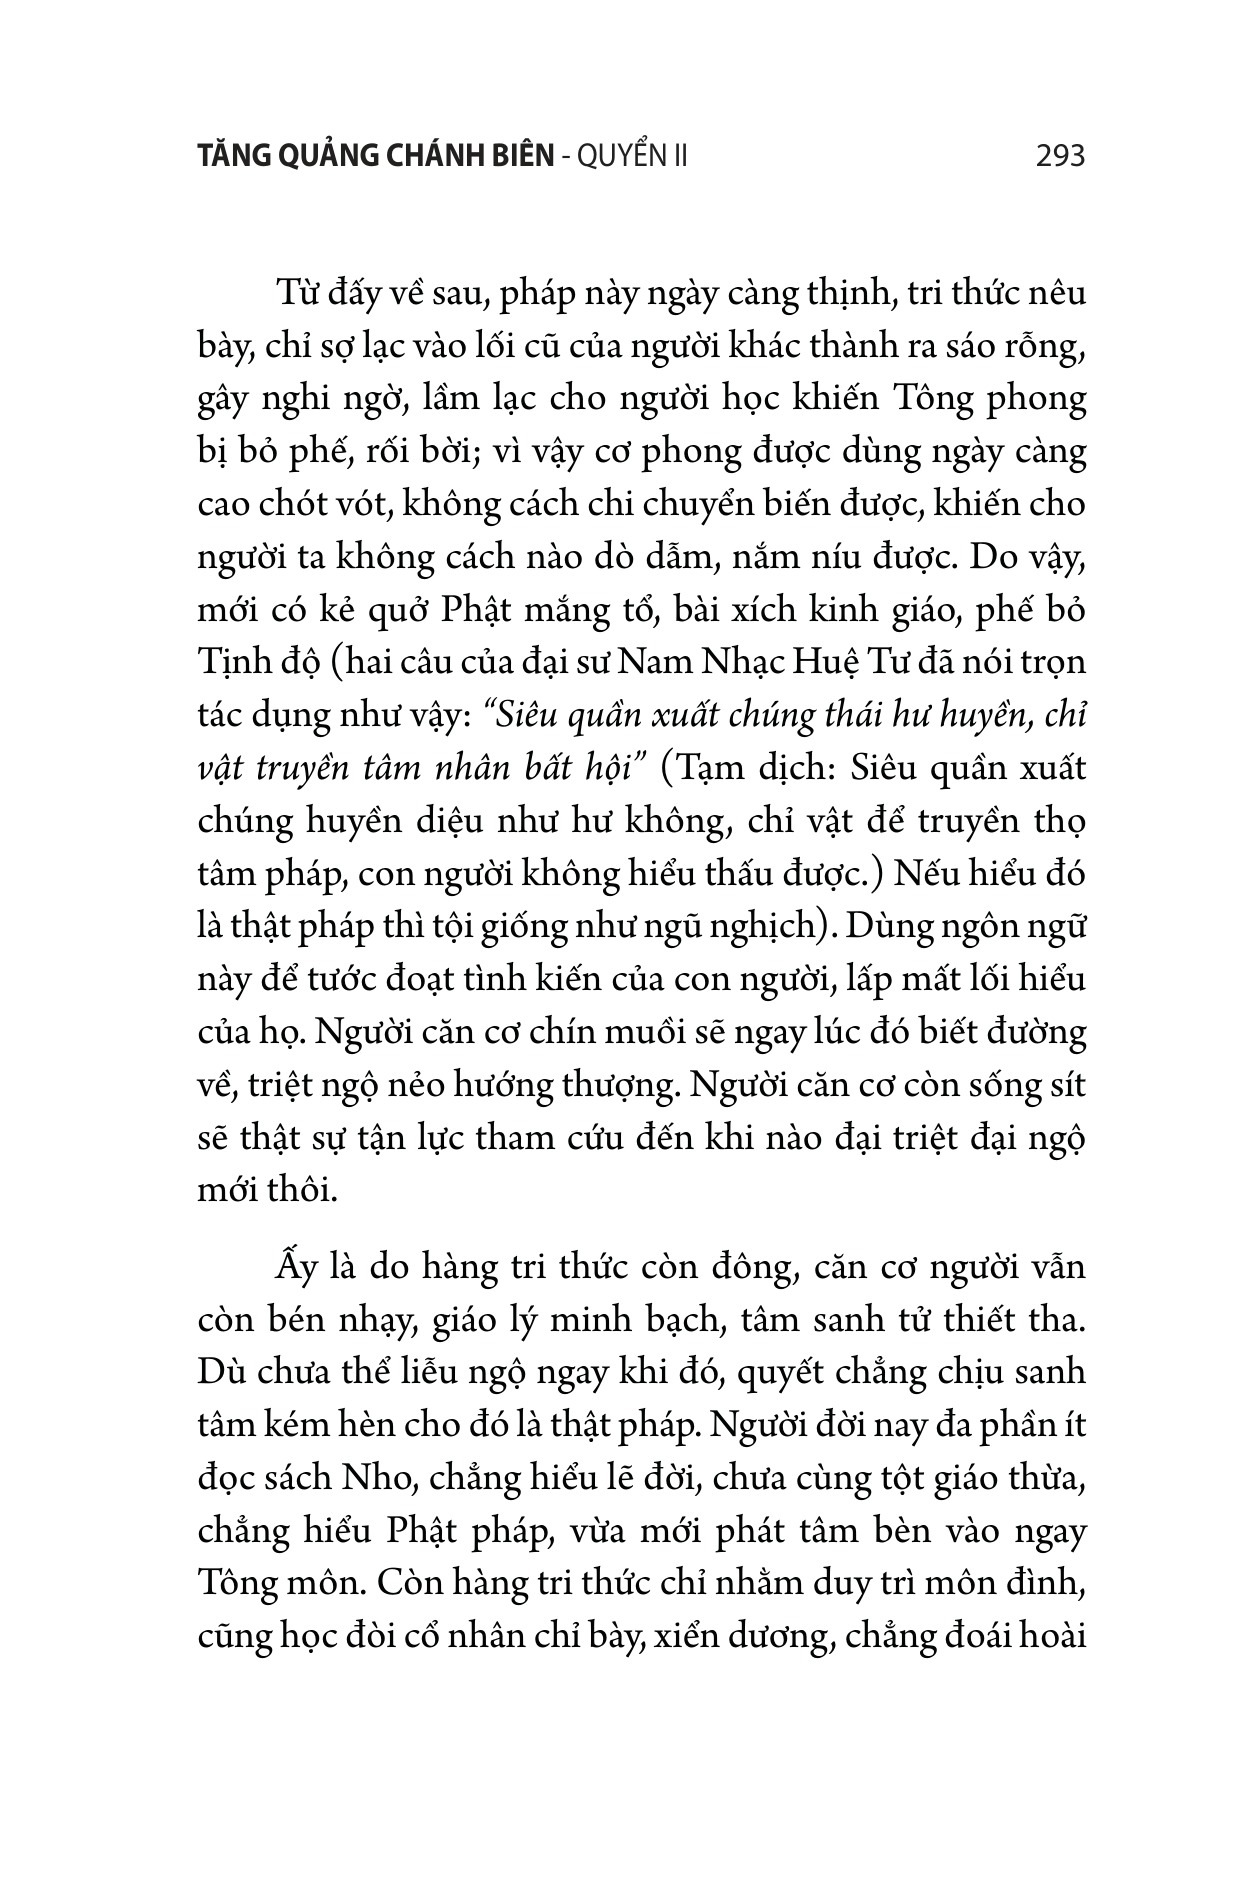 TĂNG QUẢNG CHÁNH BIÊN - QUYỂN II 293
Từ đấy về sau, pháp này ngày càng thịnh, tri thức nêu
bày, chỉ sợ lạc vào lối cũ của người khác thành ra sáo rỗng,
gây nghi ngờ, lầm lạc cho người học khiến Tông phong
bị bỏ phế, rối bời; vì vậy cơ phong được dùng ngày càng
cao chót vót, không cách chi chuyển biến được, khiến cho
người ta không cách nào dò dẫm, nắm níu được. Do vậy,
mới có kẻ quở Phật mắng tổ, bài xích kinh giáo, phế bỏ
Tịnh độ (hai câu của đại sư Nam Nhạc Huệ Tư đã nói trọn
tác dụng như vậy: “Siêu quần xuất chúng thái hư huyền, chỉ
vật truyền tâm nhân bất hội” (Tạm dịch: Siêu quần xuất
chúng huyền diệu như hư không, chỉ vật để truyền thọ
tâm pháp, con người không hiểu thấu được.) Nếu hiểu đó
là thật pháp thì tội giống như ngũ nghịch). Dùng ngôn ngữ
này để tước đoạt tình kiến của con người, lấp mất lối hiểu
của họ. Người căn cơ chín muồi sẽ ngay lúc đó biết đường
về, triệt ngộ nẻo hướng thượng. Người căn cơ còn sống sít
sẽ thật sự tận lực tham cứu đến khi nào đại triệt đại ngộ
mới thôi.
Ấy là do hàng tri thức còn đông, căn cơ người vẫn
còn bén nhạy, giáo lý minh bạch, tâm sanh tử thiết tha.
Dù chưa thể liễu ngộ ngay khi đó, quyết chẳng chịu sanh
tâm kém hèn cho đó là thật pháp. Người đời nay đa phần ít
đọc sách Nho, chẳng hiểu lẽ đời, chưa cùng tột giáo thừa,
chẳng hiểu Phật pháp, vừa mới phát tâm bèn vào ngay
Tông môn. Còn hàng tri thức chỉ nhằm duy trì môn đình,
cũng học đòi cổ nhân chỉ bày, xiển dương, chẳng đoái hoài